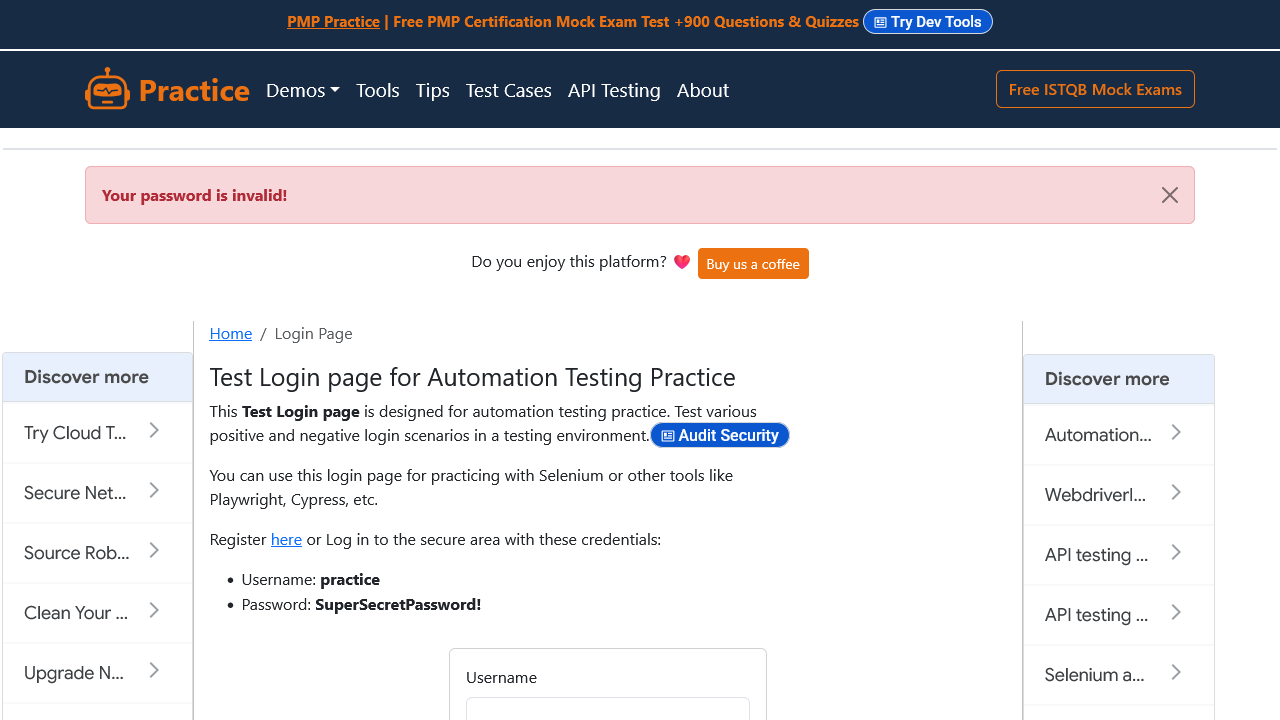 PMP Practice | Free PMP Certification Mock Exam Test +900 Questions & Quizzes Try Dev Tools
Practice Demos Tools Tips Test Cases API Testing About Free ISTQB Mock Exams
Your password is invalid!
Do you enjoy this platform? Buy us a coffee
Home / Login Page
Discover more
Try Cloud T...
Secure Net...
Source Rob...
Clean Your ...
Upgrade N...
Test Login page for Automation Testing Practice
This Test Login page is designed for automation testing practice. Test various
positive and negative login scenarios in a testing environment. Audit Security
You can use this login page for practicing with Selenium or other tools like
Playwright, Cypress, etc.
Register here or Log in to the secure area with these credentials:
• Username: practice
• Password: SuperSecretPassword!
Username
Discover more
Automation...
WebdriverI...
API testing ...
API testing ...
Selenium a...